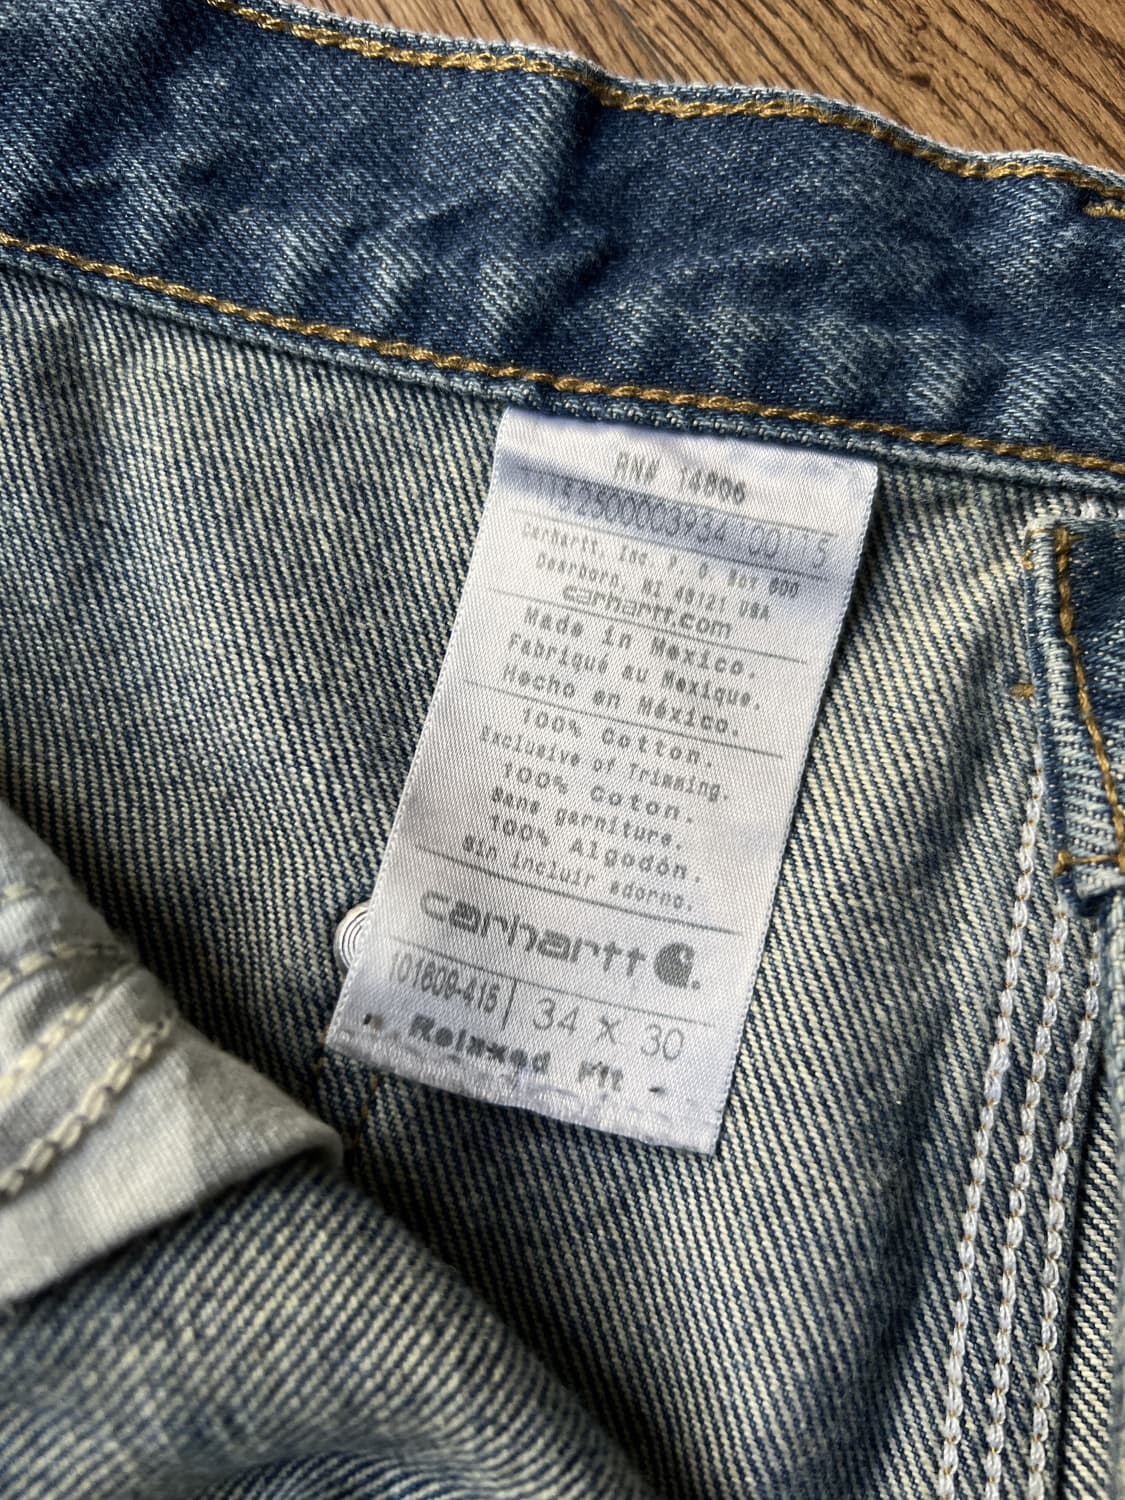 RN# 14806
Carhartt, Inc. P.O. Box 600
Dearborn, MI 48121 USA
carhartt.com
Made in Mexico.
Fabriqué au Mexique.
Hecho en México.
100% Cotton.
Exclusive of Trimming.
100% Coton.
Sans garniture.
100% Algodón.
Sin incluir adorno.
carhartt
101609-415 | 34 x 30
- Relaxed Fit -